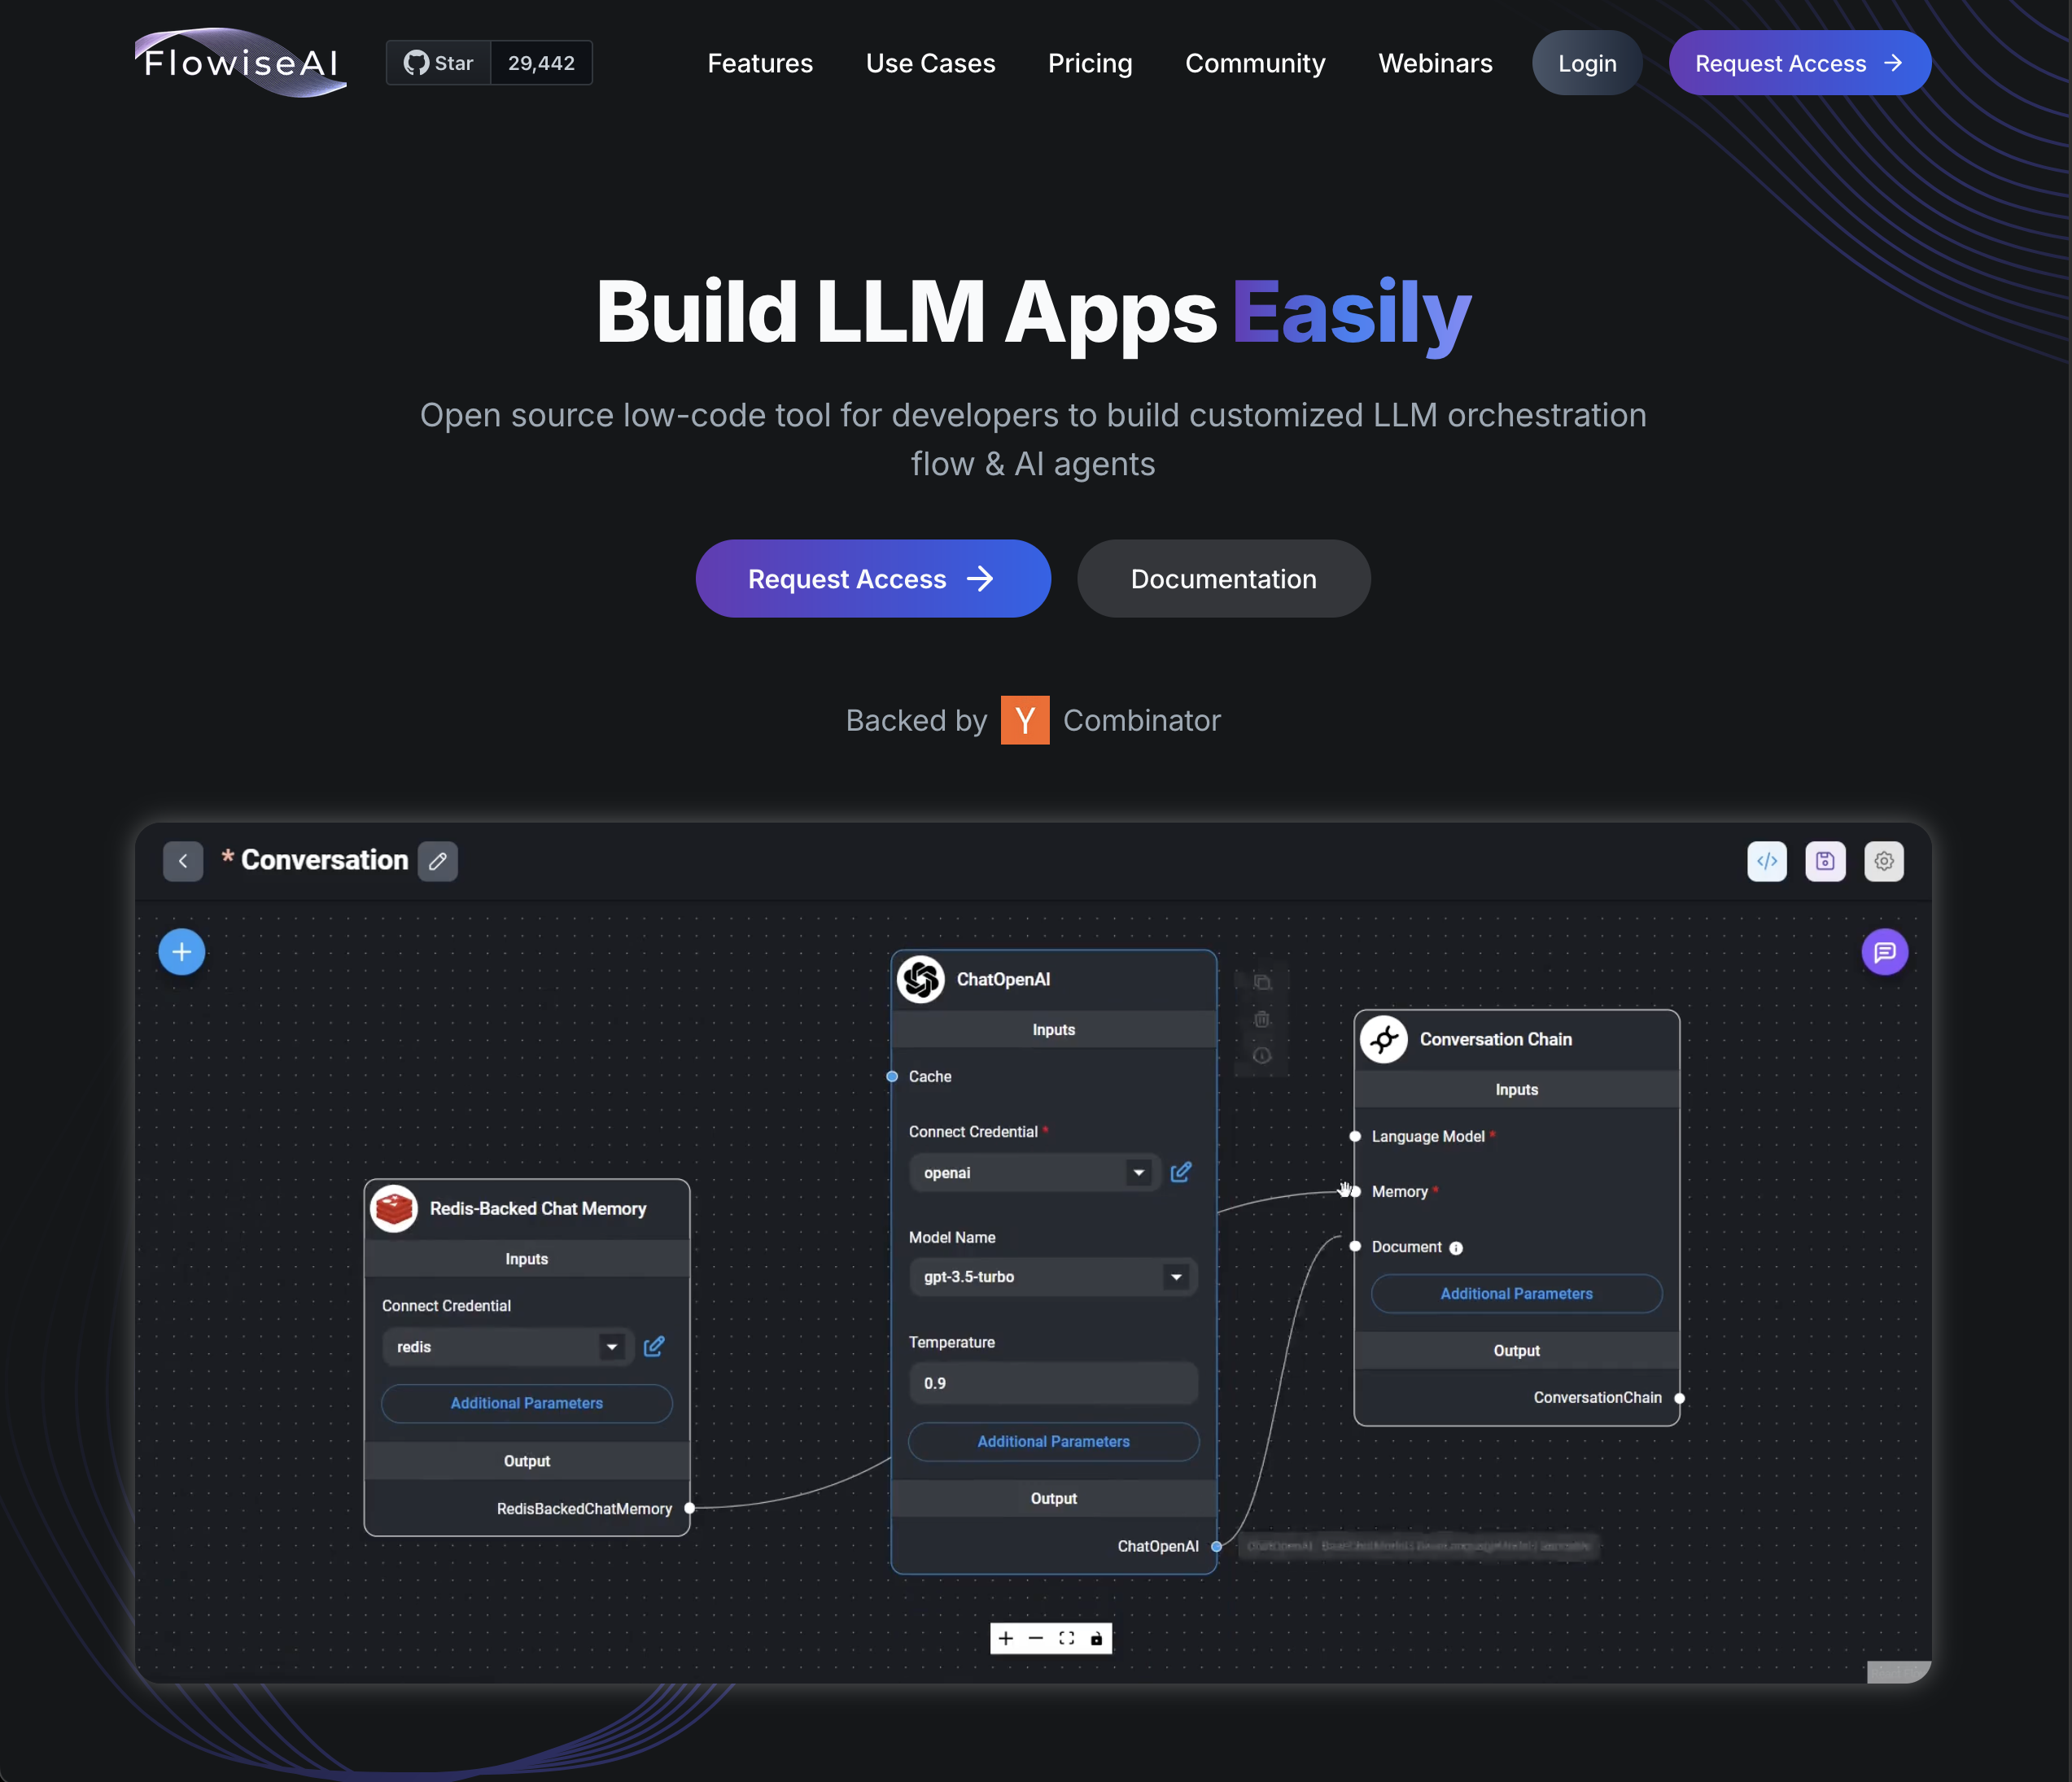 FlowiseAI
Star 29,442
Features Use Cases Pricing Community Webinars Login Request Access →
Build LLM Apps Easily
Open source low-code tool for developers to build customized LLM orchestration
flow & AI agents
Request Access →
Documentation
Backed by Y Combinator
* Conversation
</>
Redis-Backed Chat Memory
Inputs
Connect Credential
redis
Additional Parameters
Output
RedisBackedChatMemory
ChatOpenAI
Inputs
Cache
Connect Credential *
openai
Model Name
gpt-3.5-turbo
Temperature
0.9
Additional Parameters
Output
ChatOpenAI
Conversation Chain
Inputs
Language Model *
Memory *
Document
Additional Parameters
Output
ConversationChain